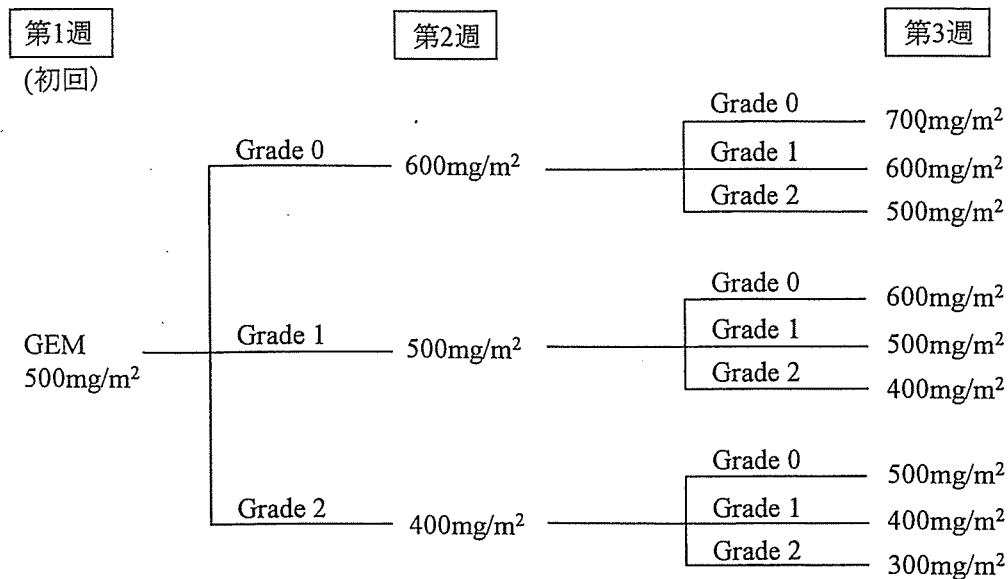 第1週
(初回)
第2週
第3週
GEM
500mg/m²
Grade 0
600mg/m²
Grade 0
700mg/m²
Grade 1
600mg/m²
Grade 2
500mg/m²
Grade 1
500mg/m²
Grade 0
600mg/m²
Grade 1
500mg/m²
Grade 2
400mg/m²
Grade 2
400mg/m²
Grade 0
500mg/m²
Grade 1
400mg/m²
Grade 2
300mg/m²